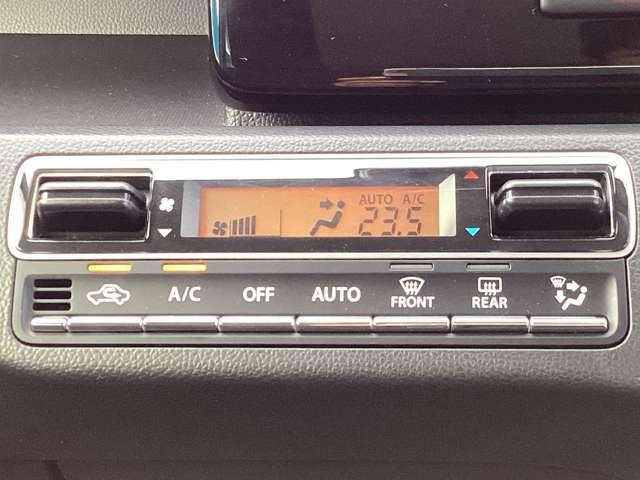 AUTO A/C
23.5
A/C
OFF
AUTO
FRONT
REAR